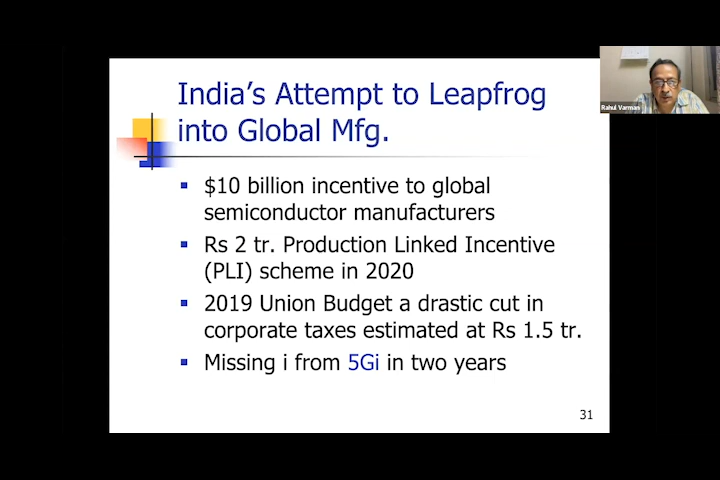 India's Attempt to Leapfrog
into Global Mfg.
$10 billion incentive to global
semiconductor manufacturers
Rs 2 tr. Production Linked Incentive
(PLI) scheme in 2020
2019 Union Budget a drastic cut in
corporate taxes estimated at Rs 1.5 tr.
Missing i from 5Gi in two years
31
Rahul Varman